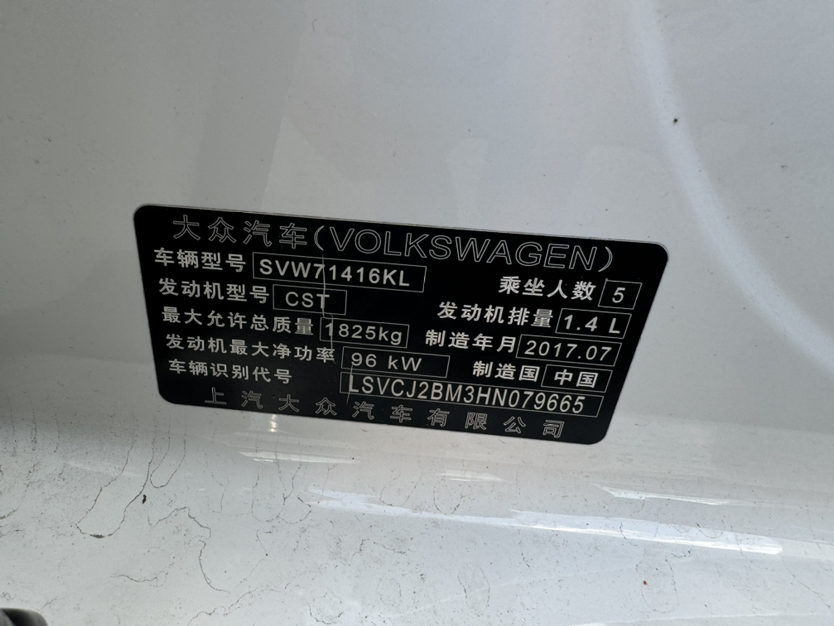 大众汽车(VOLKSWAGEN)
车辆型号 SVW71416KL 乘坐人数 5
发动机型号 CST 发动机排量 1.4 L
最大允许总质量 1825kg 制造年月 2017.07
发动机最大净功率 96 kW 制造国 中国
车辆识别代号 LSVCJ2BM3HN079665
上汽大众汽车有限公司